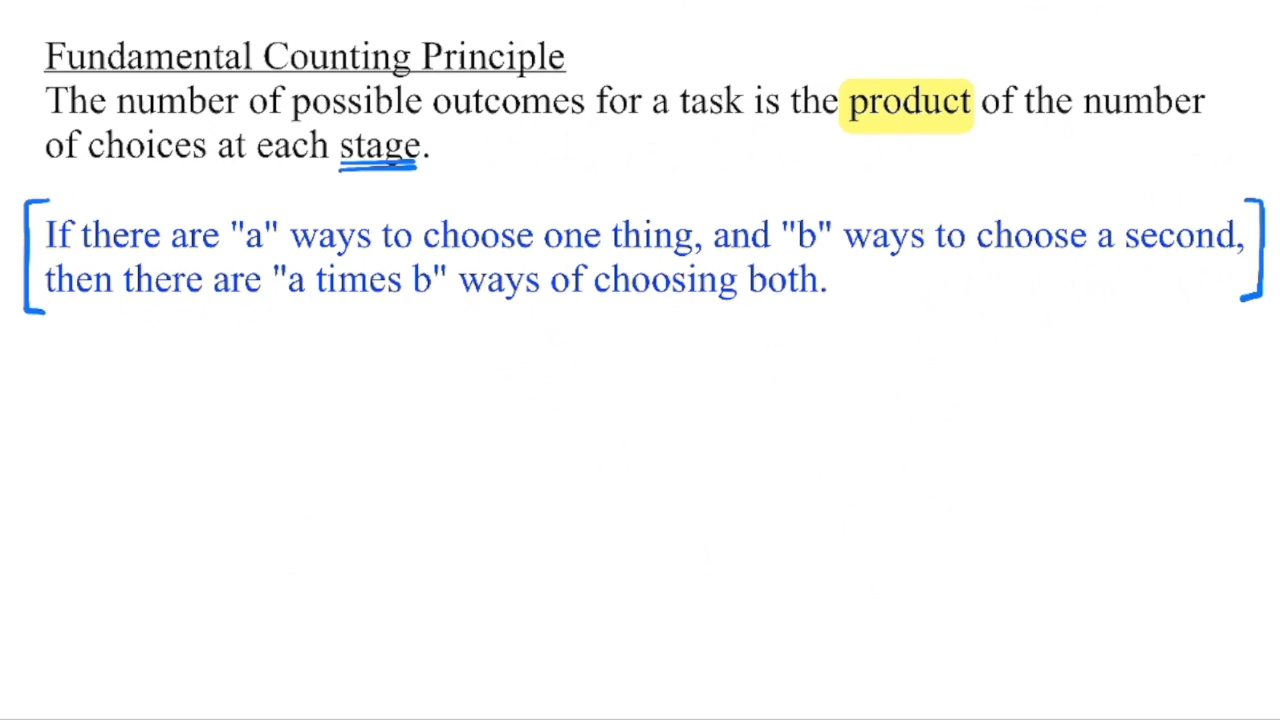 Fundamental Counting Principle
The number of possible outcomes for a task is the product of the number
of choices at each stage.
If there are "a" ways to choose one thing, and "b" ways to choose a second,
then there are "a times b" ways of choosing both.